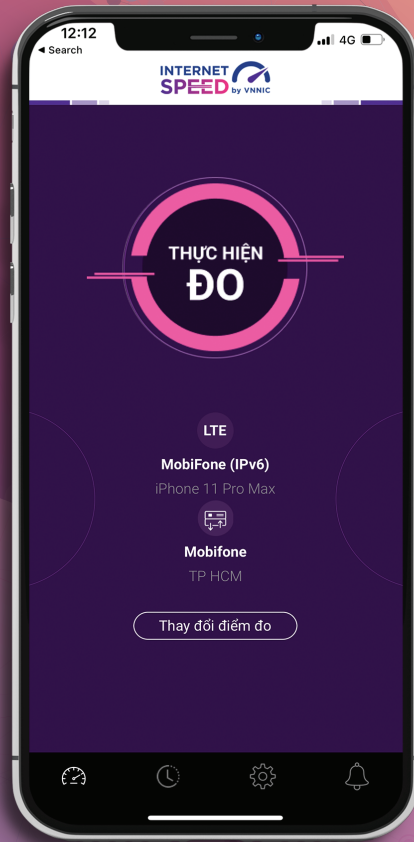 12:12
4G
◀ Search
INTERNET
SPEED by VNNIC
THỰC HIỆN
ĐO
LTE
MobiFone (IPv6)
iPhone 11 Pro Max
Mobifone
TP HCM
Thay đổi điểm đo